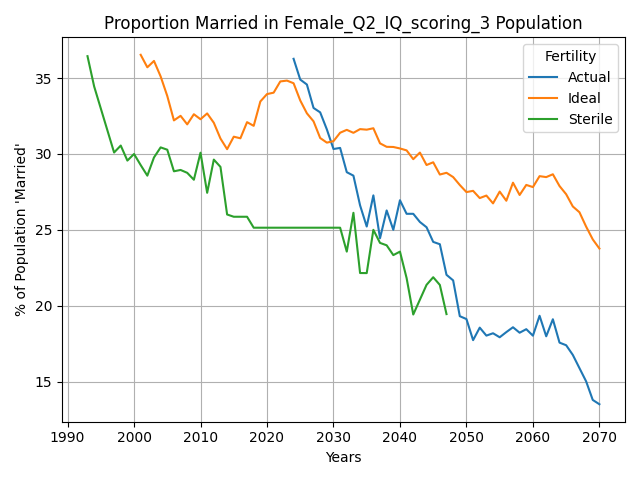 Proportion Married in Female_Q2_IQ_scoring_3 Population
% of Population 'Married'
35
30
25
20
15
Fertility
Actual
Ideal
Sterile
1990 2000 2010 2020 2030 2040 2050 2060 2070
Years